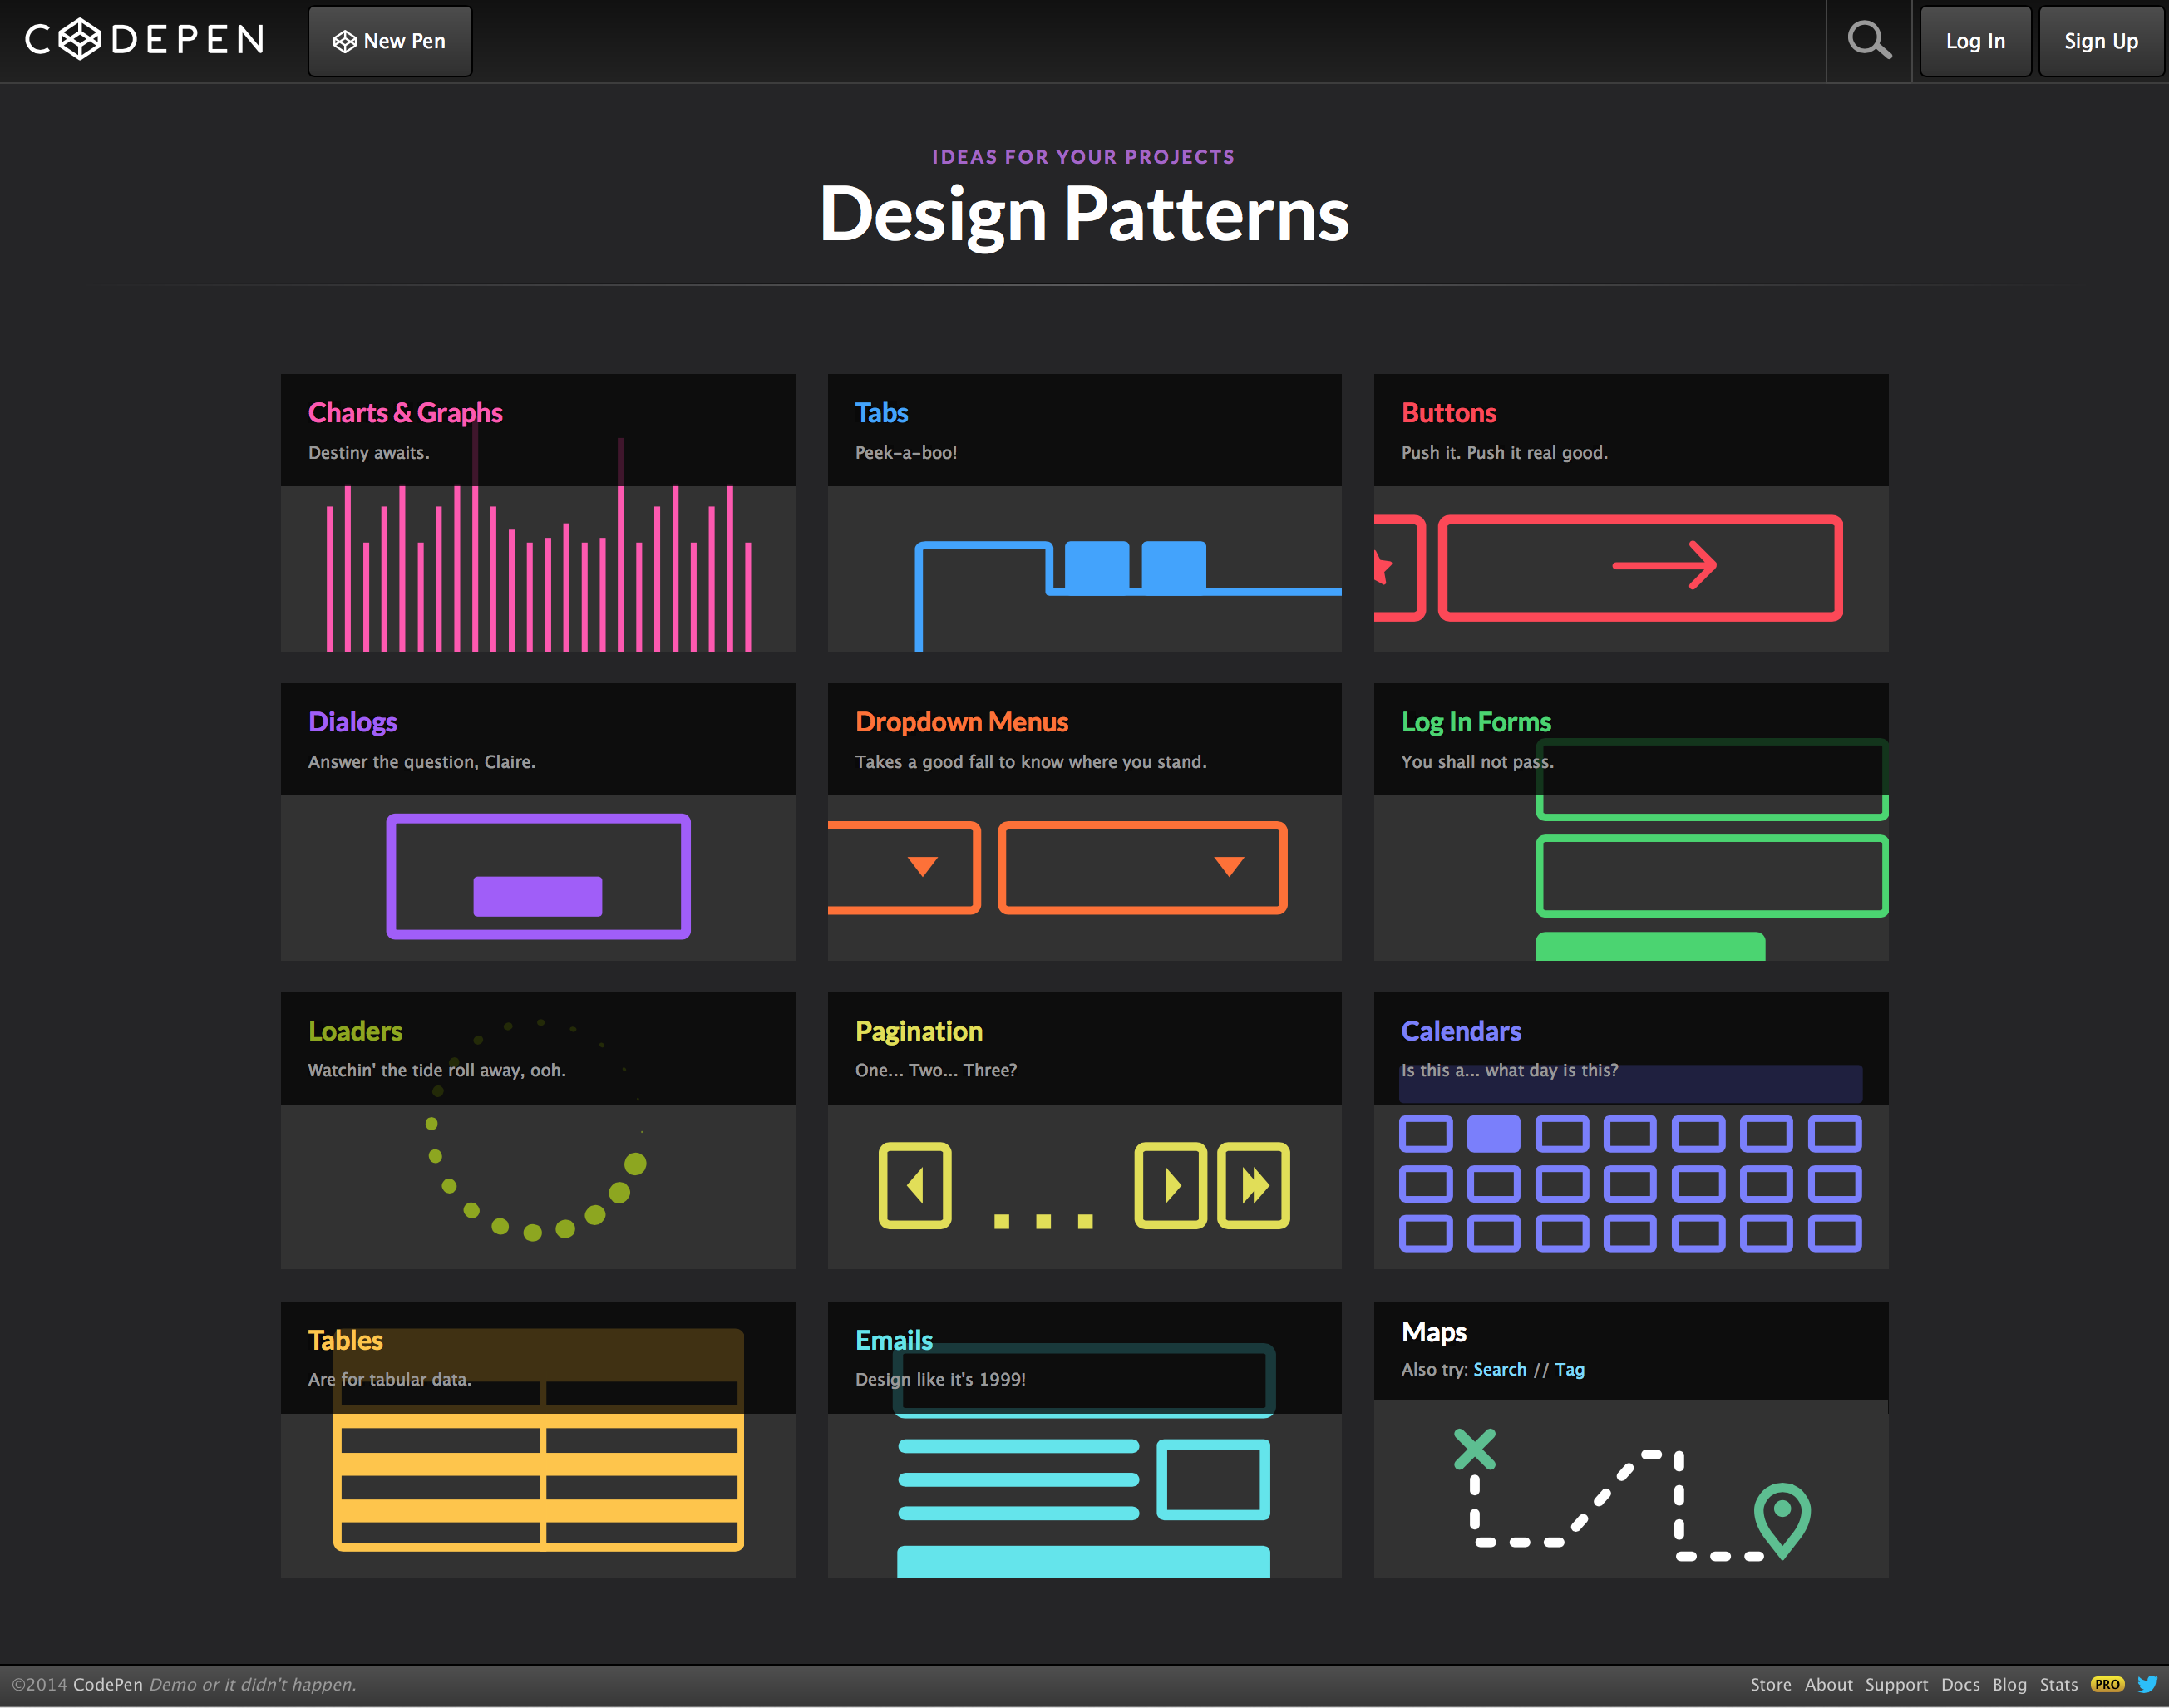 CODEPEN
New Pen
Log In
Sign Up
IDEAS FOR YOUR PROJECTS
Design Patterns
Charts & Graphs
Destiny awaits.
Tabs
Peek-a-boo!
Buttons
Push it. Push it real good.
Dialogs
Answer the question, Claire.
Dropdown Menus
Takes a good fall to know where you stand.
Log In Forms
You shall not pass.
Loaders
Watchin' the tide roll away, ooh.
Pagination
One... Two... Three?
Calendars
Is this a... what day is this?
Tables
Are for tabular data.
Emails
Design like it's 1999!
Maps
Also try: Search // Tag
©2014 CodePen Demo or it didn't happen.
Store About Support Docs Blog Stats PRO